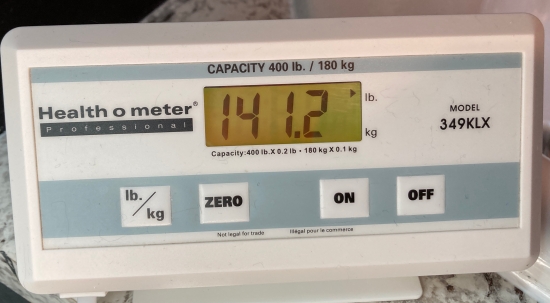 CAPACITY 400 lb. / 180 kg
Health o meter®
Professional
141.2
lb.
kg
MODEL
349KLX
Capacity:400 lb.X 0.2 lb • 180 kg X 0.1 kg
lb./kg
ZERO
ON
OFF
Not legal for trade
Illégal pour le commerce